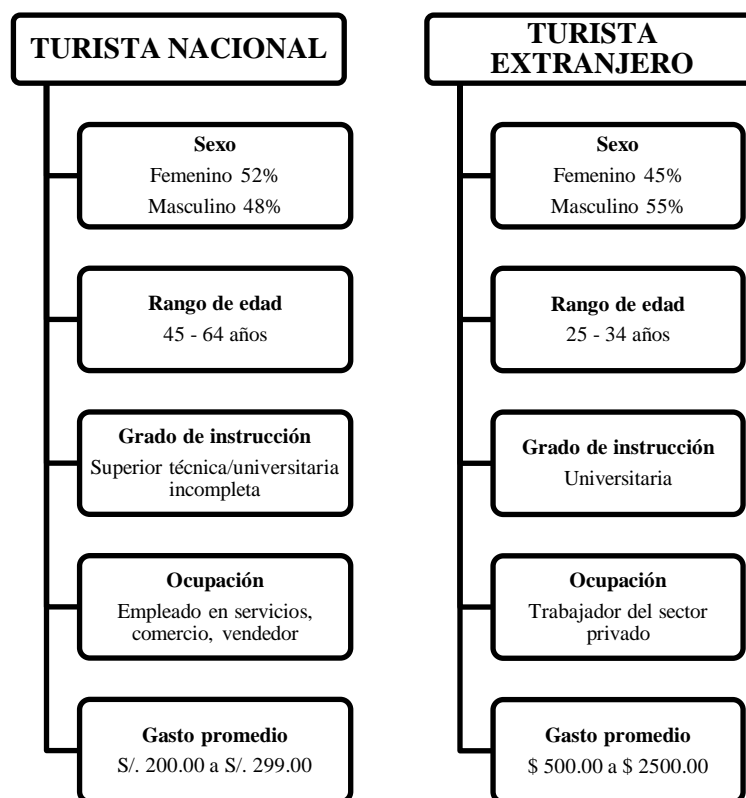 TURISTA NACIONAL
Sexo
Femenino 52%
Masculino 48%
Rango de edad
45 - 64 años
Grado de instrucción
Superior técnica/universitaria
incompleta
Ocupación
Empleado en servicios,
comercio, vendedor
Gasto promedio
S/. 200.00 a S/. 299.00
TURISTA
EXTRANJERO
Sexo
Femenino 45%
Masculino 55%
Rango de edad
25 - 34 años
Grado de instrucción
Universitaria
Ocupación
Trabajador del sector
privado
Gasto promedio
$ 500.00 a $ 2500.00